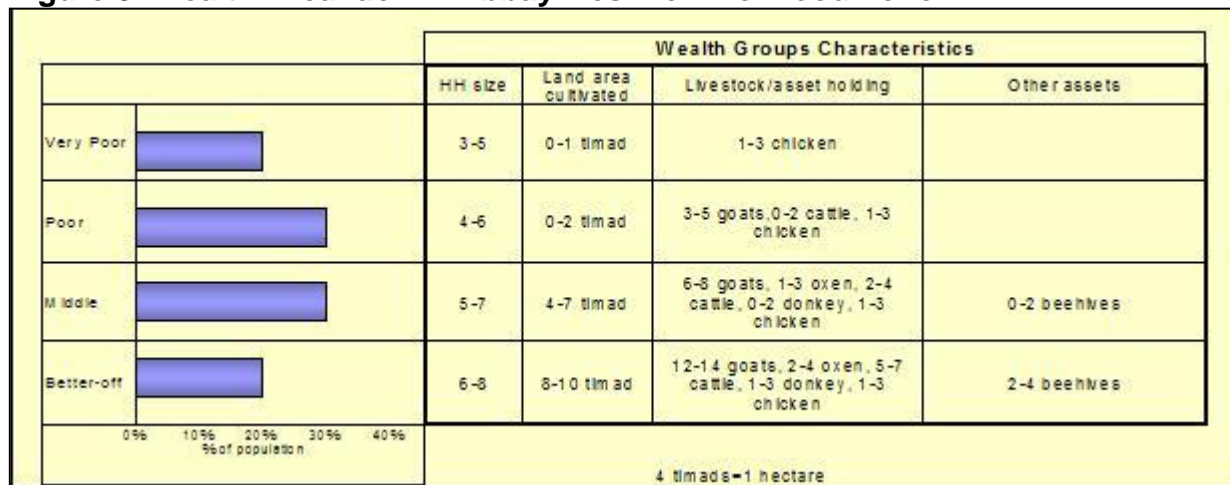 Wealth Groups Characteristics
HH size
Land area
cultivated
Livestock/asset holding
Other assets
Very Poor
3-5
0-1 timad
1-3 chicken
Poor
4-6
0-2 timad
3-5 goats,0-2 cattle, 1-3
chicken
Middle
5-7
4-7 timad
6-8 goats, 1-3 oxen, 2-4
cattle, 0-2 donkey, 1-3
chicken
0-2 beehives
Better-off
6-8
8-10 timad
12-14 goats, 2-4 oxen, 5-7
cattle, 1-3 donkey, 1-3
chicken
2-4 beehives
0% 10% 20% 30% 40%
% of population
4 timads=1 hectare